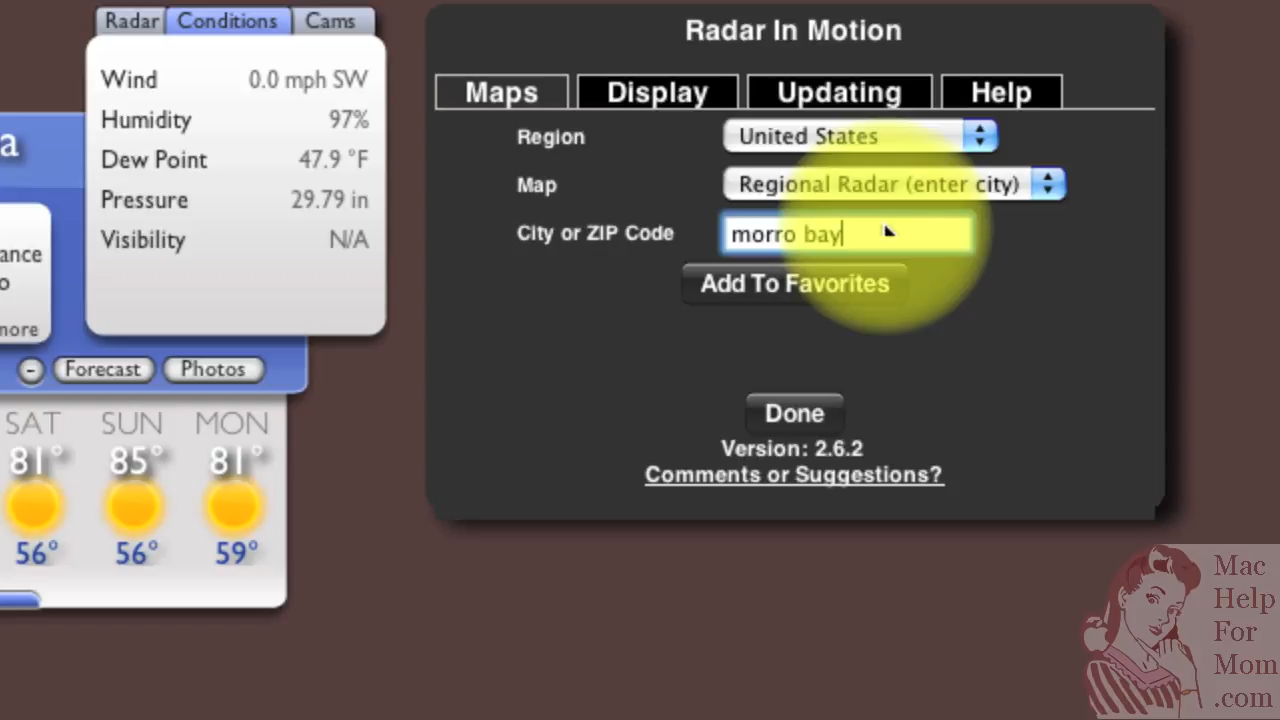 Radar Conditions Cams
Wind 0.0 mph SW
Humidity 97%
Dew Point 47.9 °F
Pressure 29.79 in
Visibility N/A
a
ance
o
more
- Forecast Photos
SAT SUN MON
81° 85° 81°
56° 56° 59°
Radar In Motion
Maps Display Updating Help
Region United States
Map Regional Radar (enter city)
City or ZIP Code morro bay
Add To Favorites
Done
Version: 2.6.2
Comments or Suggestions?
Mac
Help
For
Mom
.com